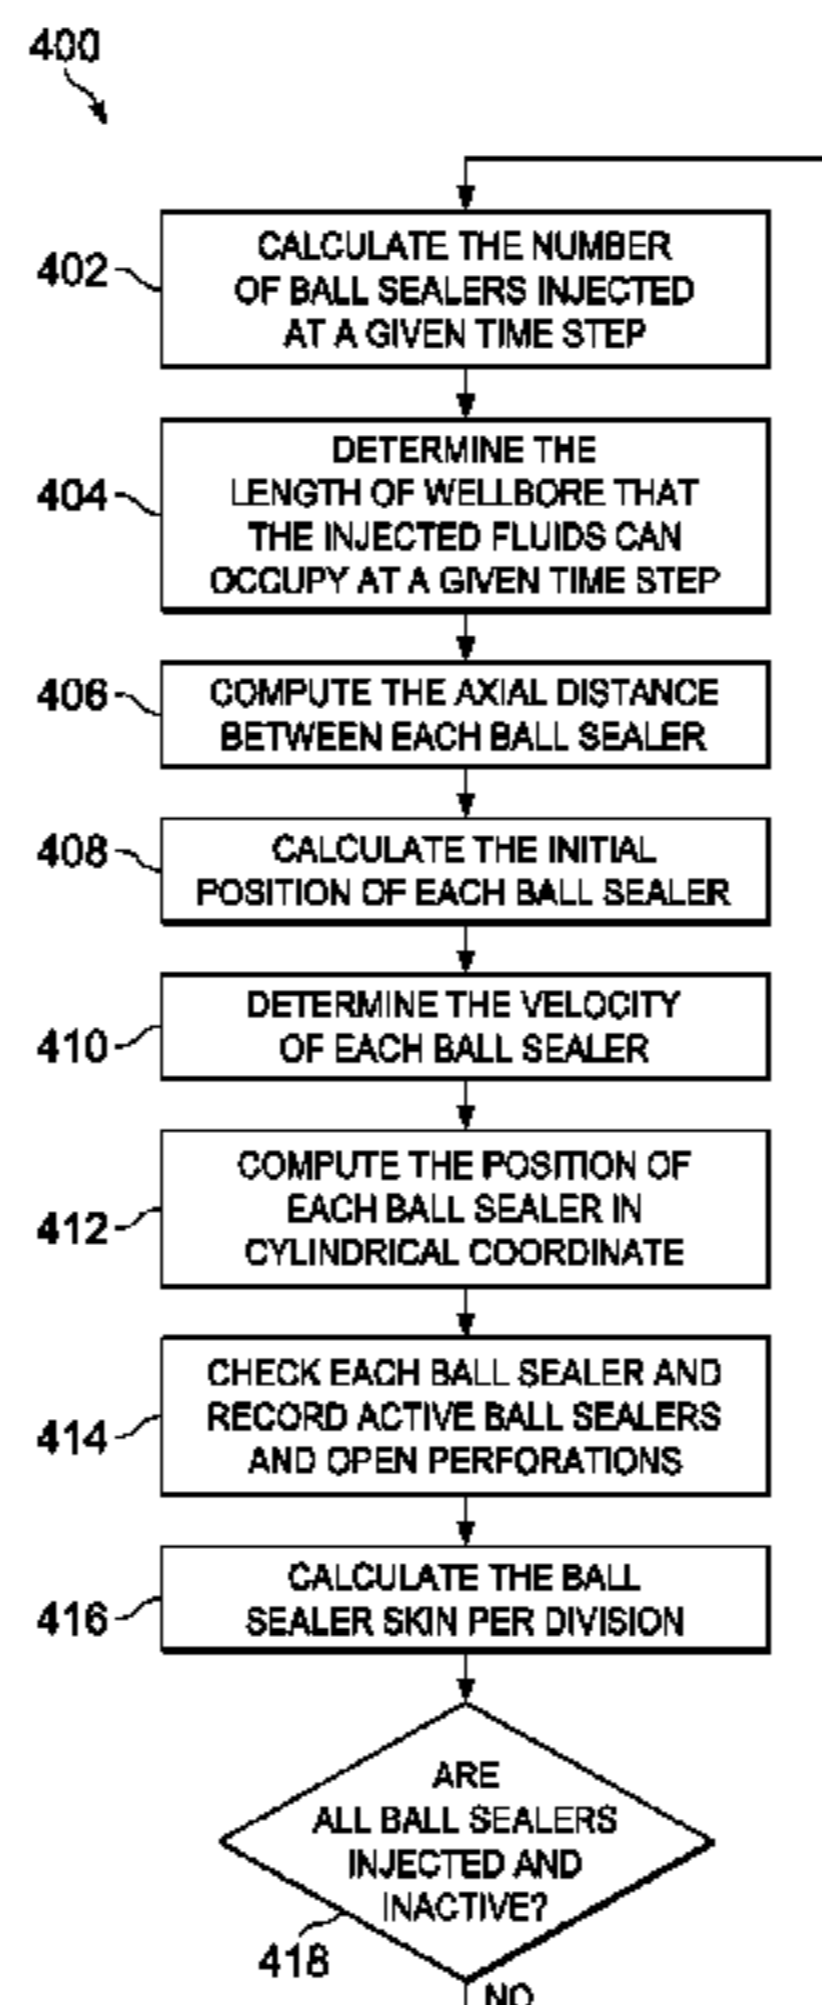 400
402
CALCULATE THE NUMBER
OF BALL SEALERS INJECTED
AT A GIVEN TIME STEP
404
DETERMINE THE
LENGTH OF WELLBORE THAT
THE INJECTED FLUIDS CAN
OCCUPY AT A GIVEN TIME STEP
406
COMPUTE THE AXIAL DISTANCE
BETWEEN EACH BALL SEALER
408
CALCULATE THE INITIAL
POSITION OF EACH BALL SEALER
410
DETERMINE THE VELOCITY
OF EACH BALL SEALER
412
COMPUTE THE POSITION OF
EACH BALL SEALER IN
CYLINDRICAL COORDINATE
414
CHECK EACH BALL SEALER AND
RECORD ACTIVE BALL SEALERS
AND OPEN PERFORATIONS
416
CALCULATE THE BALL
SEALER SKIN PER DIVISION
ARE
ALL BALL SEALERS
INJECTED AND
INACTIVE?
418
NO